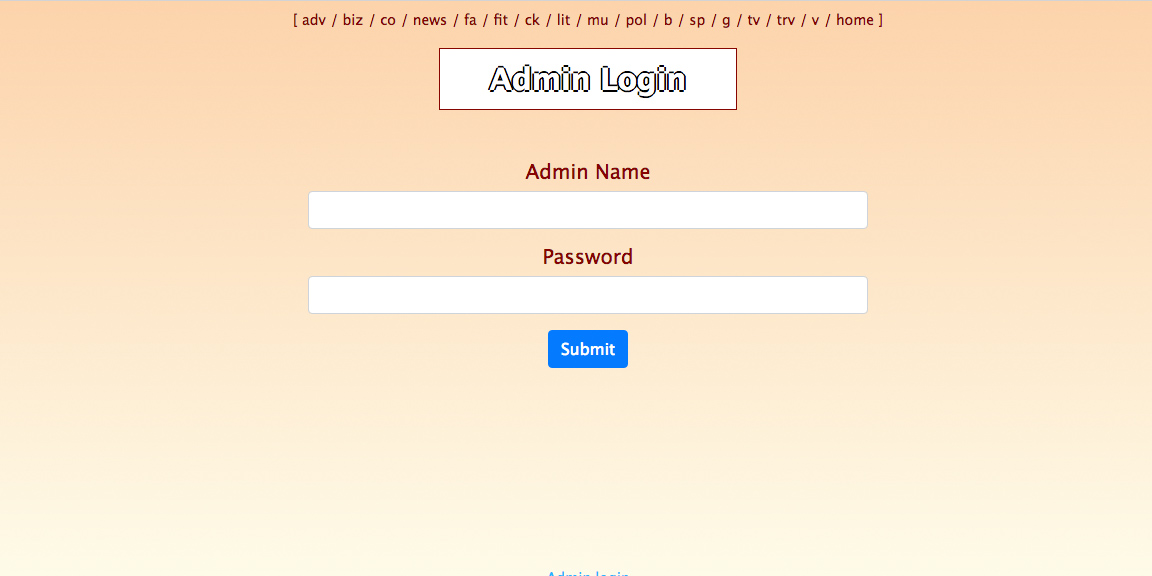 [ adv / biz / co / news / fa / fit / ck / lit / mu / pol / b / sp / g / tv / trv / v / home ]
Admin Login
Admin Name
Password
Submit
Admin login